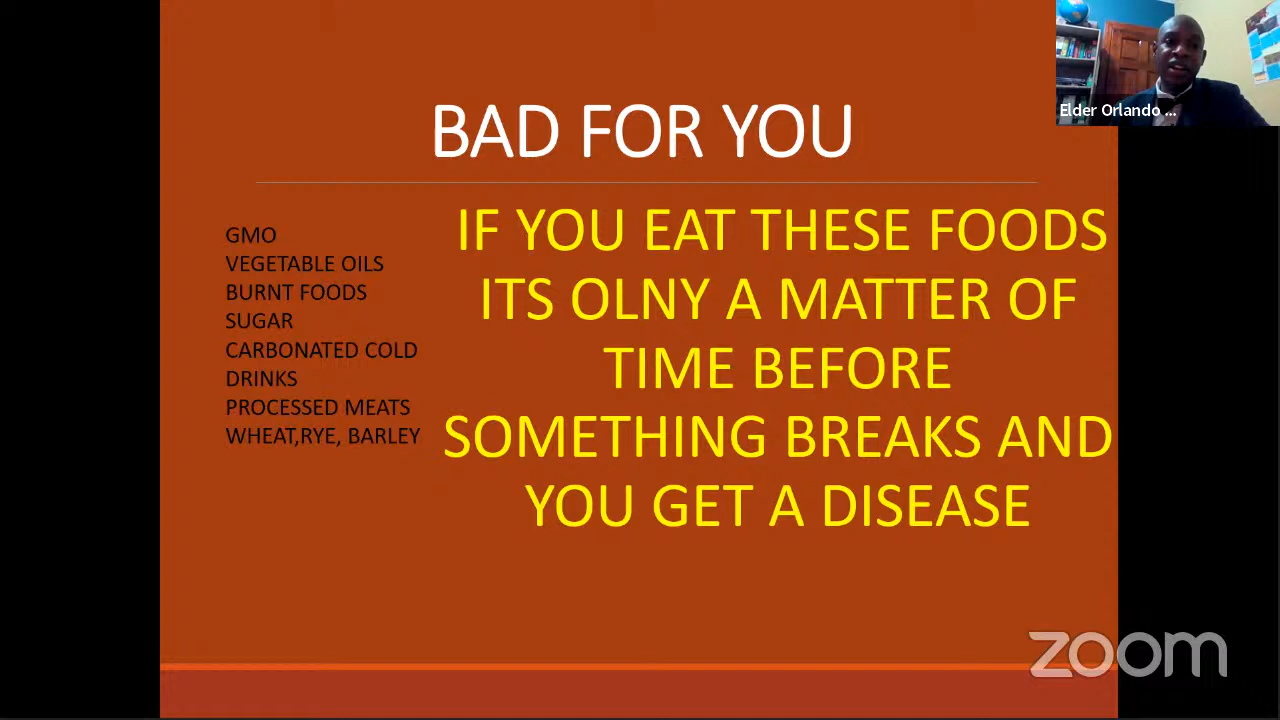 Elder Orlando ...
BAD FOR YOU
GMO
VEGETABLE OILS
BURNT FOODS
SUGAR
CARBONATED COLD
DRINKS
PROCESSED MEATS
WHEAT,RYE, BARLEY
IF YOU EAT THESE FOODS
ITS OLNY A MATTER OF
TIME BEFORE
SOMETHING BREAKS AND
YOU GET A DISEASE
zoom